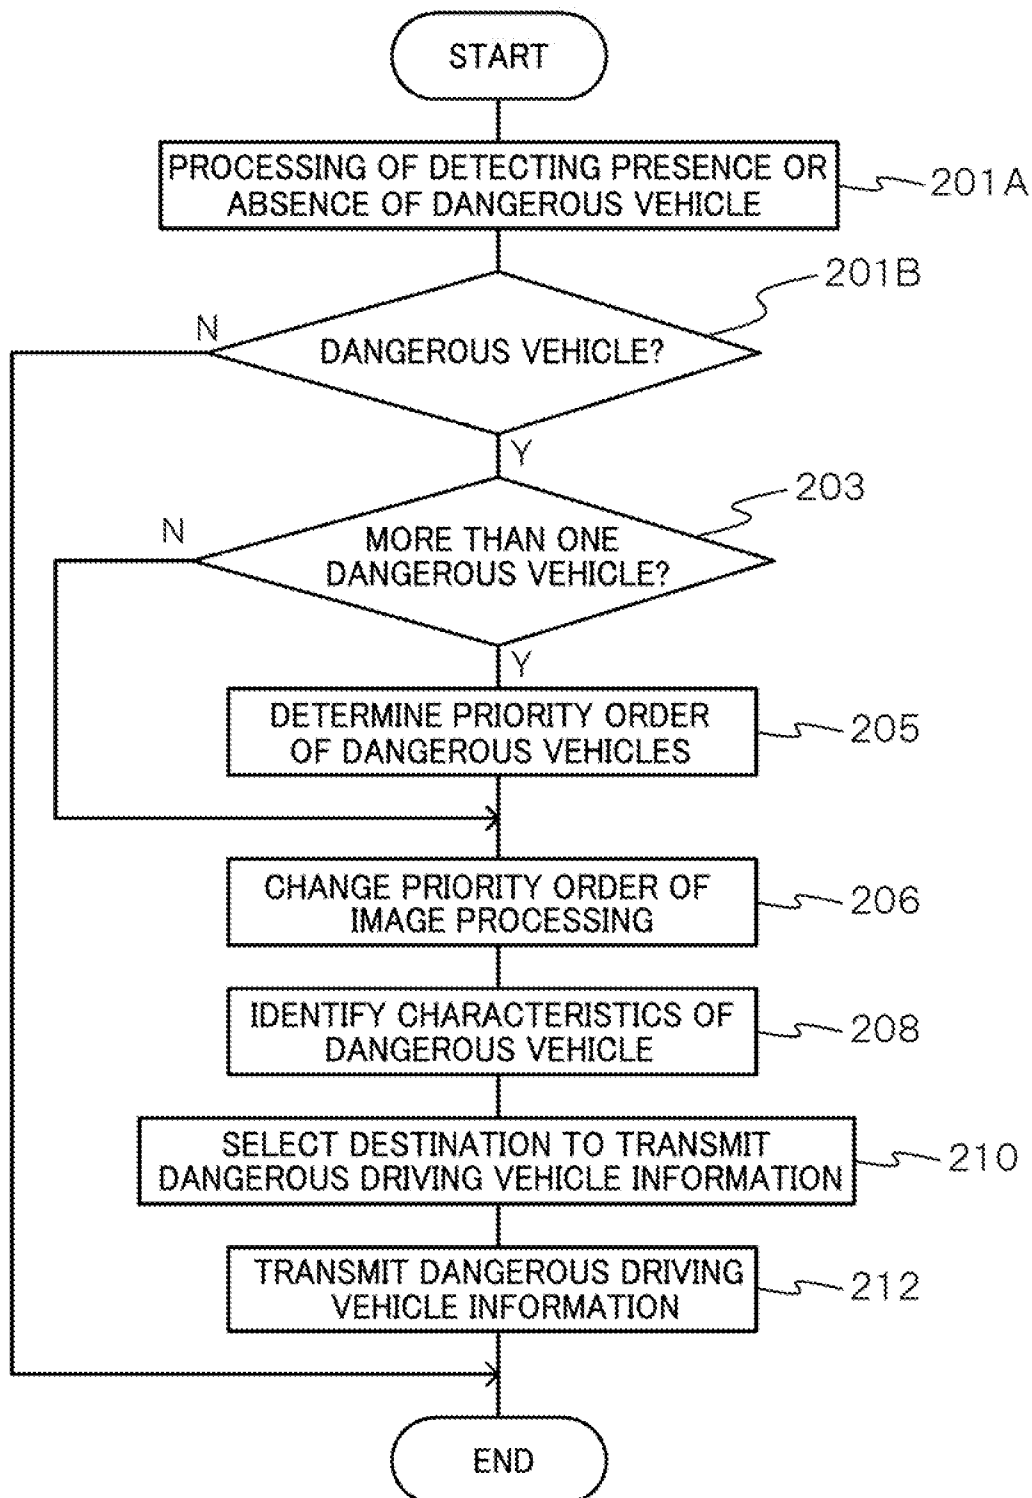 START
PROCESSING OF DETECTING PRESENCE OR
ABSENCE OF DANGEROUS VEHICLE
201A
201B
N
DANGEROUS VEHICLE?
Y
203
N
MORE THAN ONE
DANGEROUS VEHICLE?
Y
DETERMINE PRIORITY ORDER
OF DANGEROUS VEHICLES
205
CHANGE PRIORITY ORDER OF
IMAGE PROCESSING
206
IDENTIFY CHARACTERISTICS OF
DANGEROUS VEHICLE
208
SELECT DESTINATION TO TRANSMIT
DANGEROUS DRIVING VEHICLE INFORMATION
210
TRANSMIT DANGEROUS DRIVING
VEHICLE INFORMATION
212
END